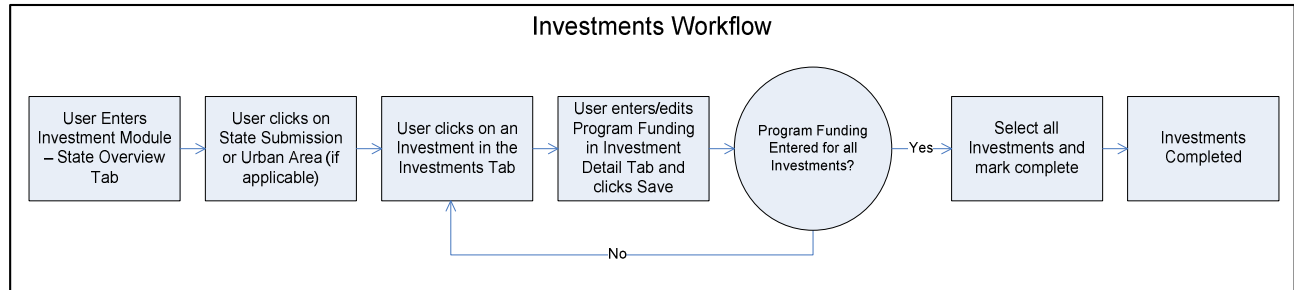 Investments Workflow
User Enters
Investment Module
– State Overview
Tab
User clicks on
State Submission
or Urban Area (if
applicable)
User clicks on an
Investment in the
Investments Tab
User enters/edits
Program Funding
in Investment
Detail Tab and
clicks Save
Program Funding
Entered for all
Investments?
Yes
Select all
Investments and
mark complete
Investments
Completed
No